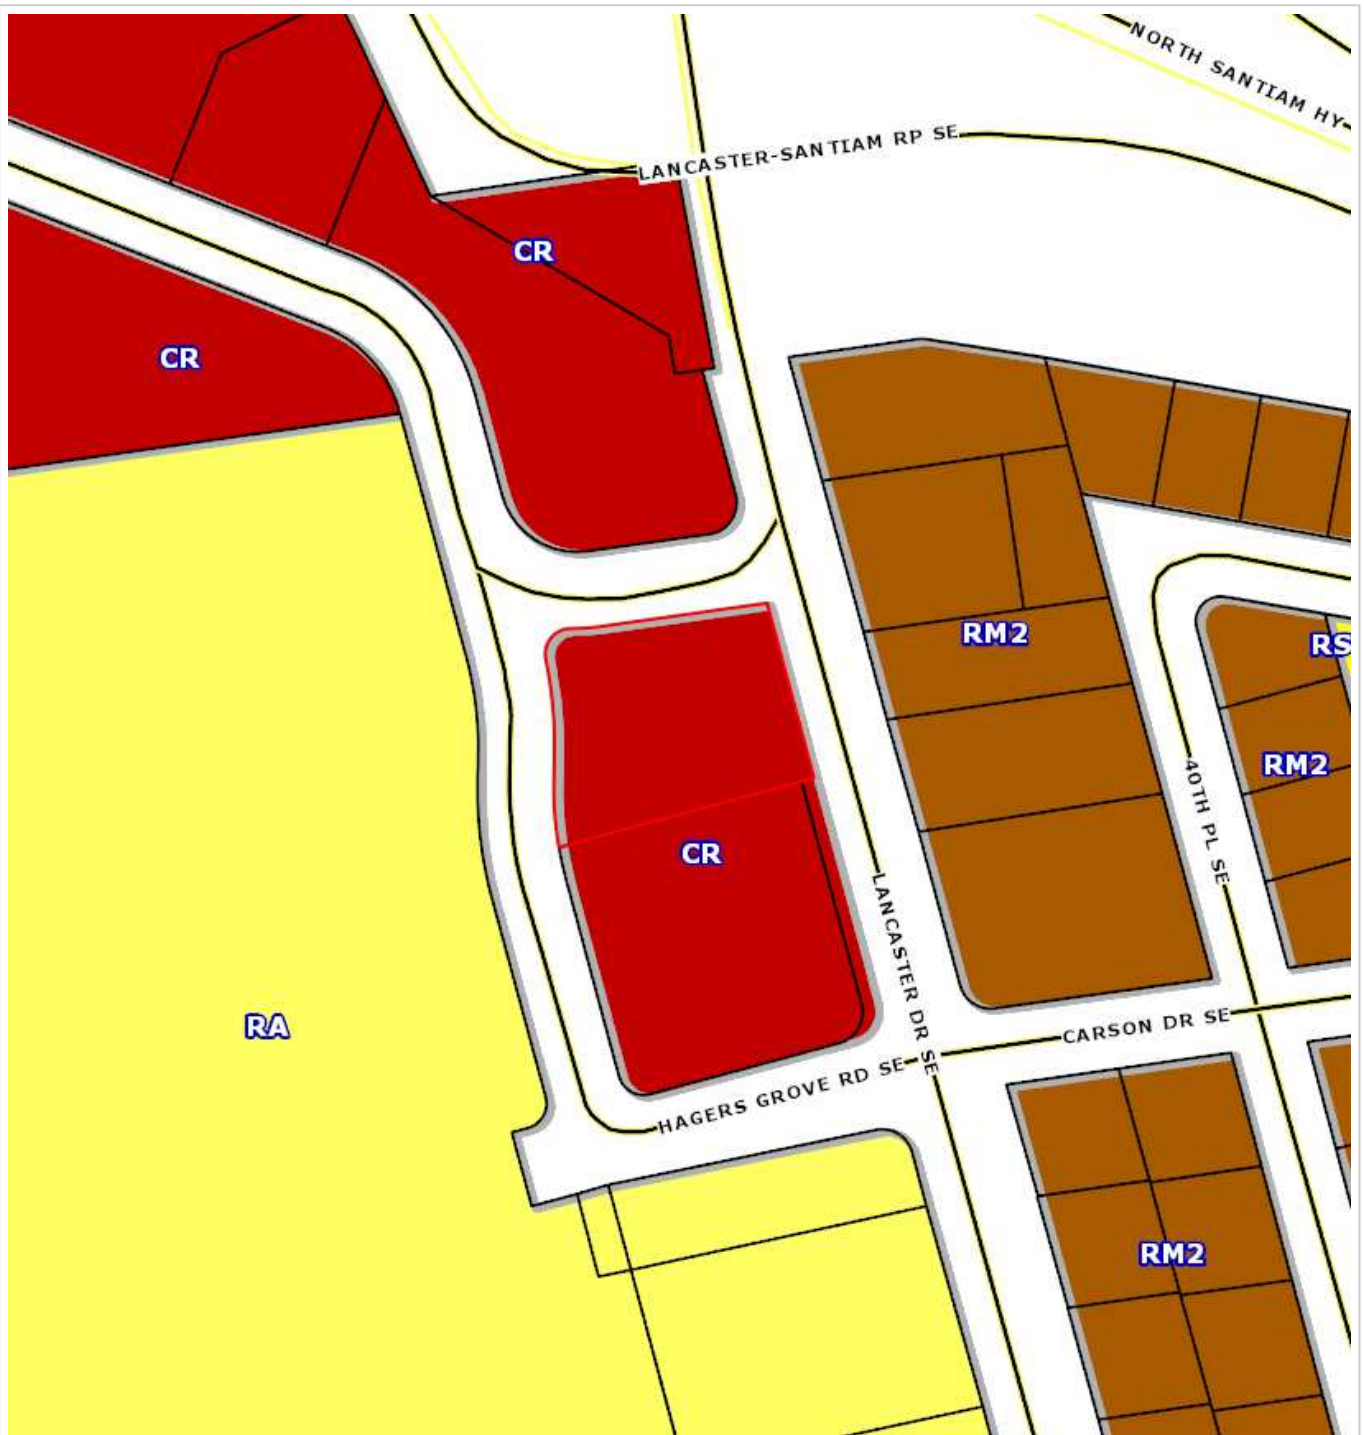 NORTH SANTIAM HY
LANCASTER-SANTIAM RP SE
CR
CR
RM2
RS
RM2
40TH PL SE
CR
LANCASTER DR SE
RA
CARSON DR SE
HAGERS GROVE RD SE
RM2